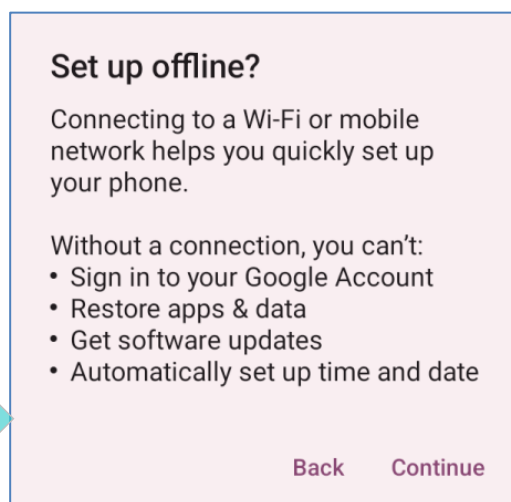 Set up offline?
Connecting to a Wi-Fi or mobile
network helps you quickly set up
your phone.
Without a connection, you can’t:
• Sign in to your Google Account
• Restore apps & data
• Get software updates
• Automatically set up time and date
Back Continue